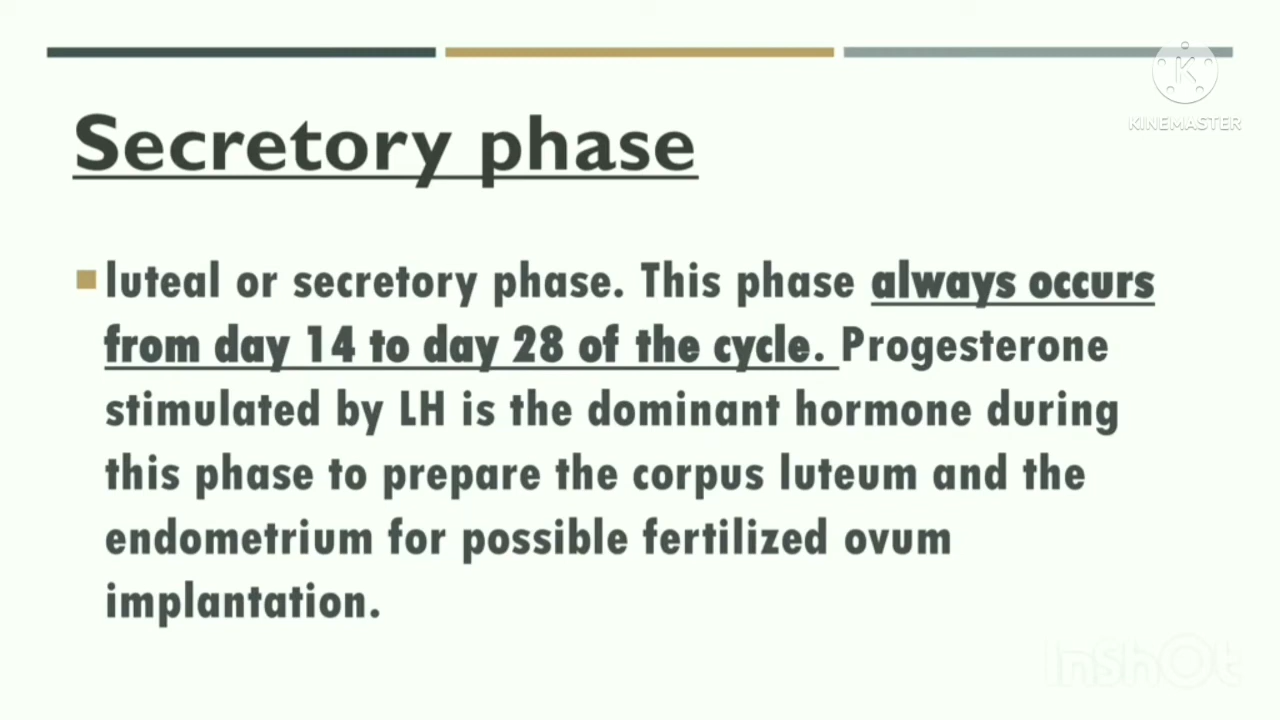 KINEMASTER
Secretory phase
luteal or secretory phase. This phase always occurs
from day 14 to day 28 of the cycle. Progesterone
stimulated by LH is the dominant hormone during
this phase to prepare the corpus luteum and the
endometrium for possible fertilized ovum
implantation.
InShOt